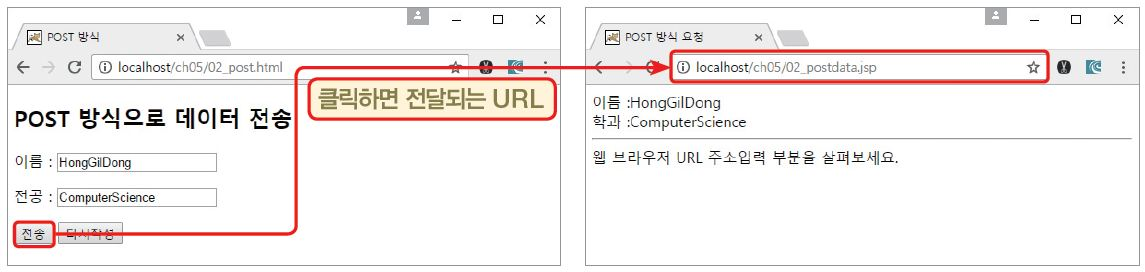 POST 방식
localhost/ch05/02_post.html
POST 방식으로 데이터 전송
이름 : HongGilDong
전공 : ComputerScience
전송 다시작성
클릭하면 전달되는 URL
POST 방식 요청
localhost/ch05/02_postdata.jsp
이름 :HongGilDong
학과 :ComputerScience
웹 브라우저 URL 주소입력 부분을 살펴보세요.